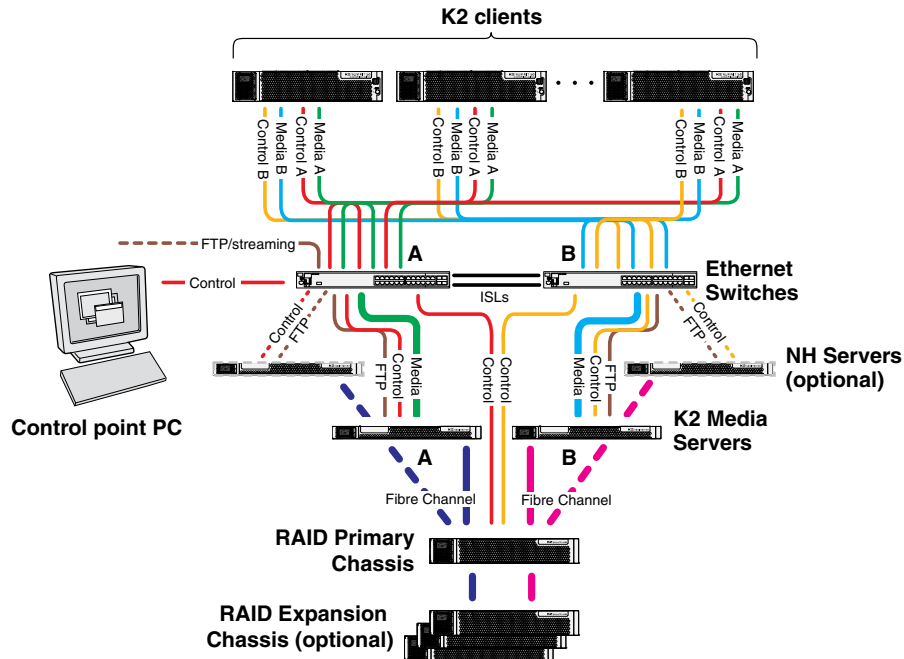 K2 clients
Control B
Media B
Control A
Media A
Control B
Media B
Control A
Media A
Control B
Media B
Control A
Media A
FTP/streaming
A
B
Control
ISLs
Ethernet
Switches
Control
FTP
FTP
Control
Media
Control
Control
Media
Control
FTP
FTP
Control
NH Servers
(optional)
Control point PC
K2 Media
Servers
A
B
Fibre Channel
Fibre Channel
RAID Primary
Chassis
RAID Expansion
Chassis (optional)